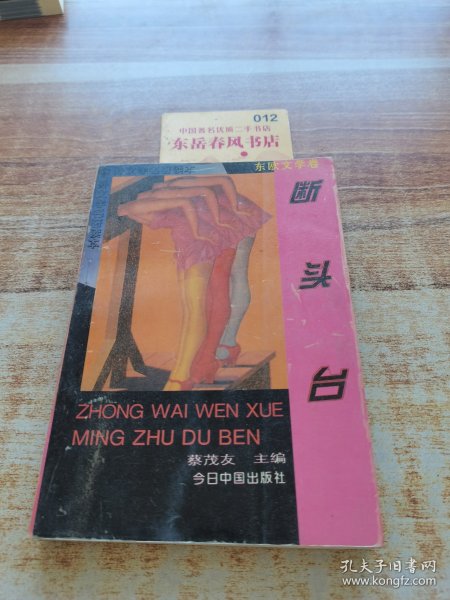 012
中国著名优质二手书店
东岳春风书店
东欧文学卷
断
头
台
ZHONG WAI WEN XUE
MING ZHU DU BEN
蔡茂友 主编
今日中国出版社
孔夫子旧书网
www.kongfz.com